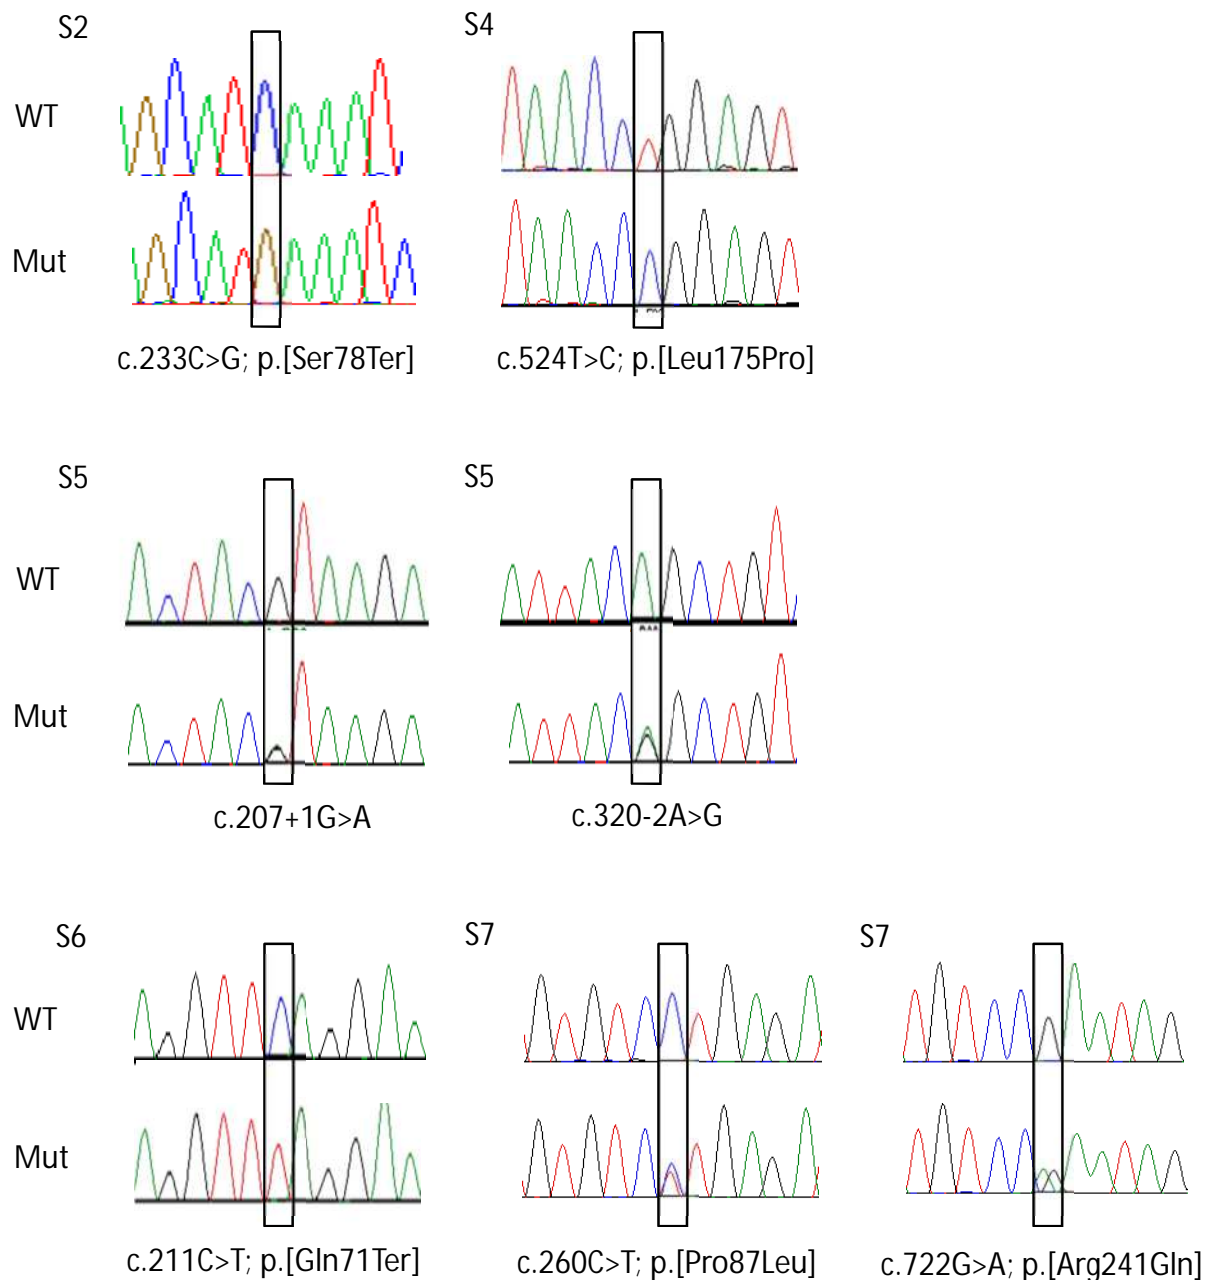 S2
S4
WT
Mut
c.233C>G; p.[Ser78Ter]
c.524T>C; p.[Leu175Pro]
S5
S5
WT
Mut
c.207+1G>A
c.320-2A>G
S6
S7
S7
WT
Mut
c.211C>T; p.[Gln71Ter]
c.260C>T; p.[Pro87Leu]
c.722G>A; p.[Arg241Gln]